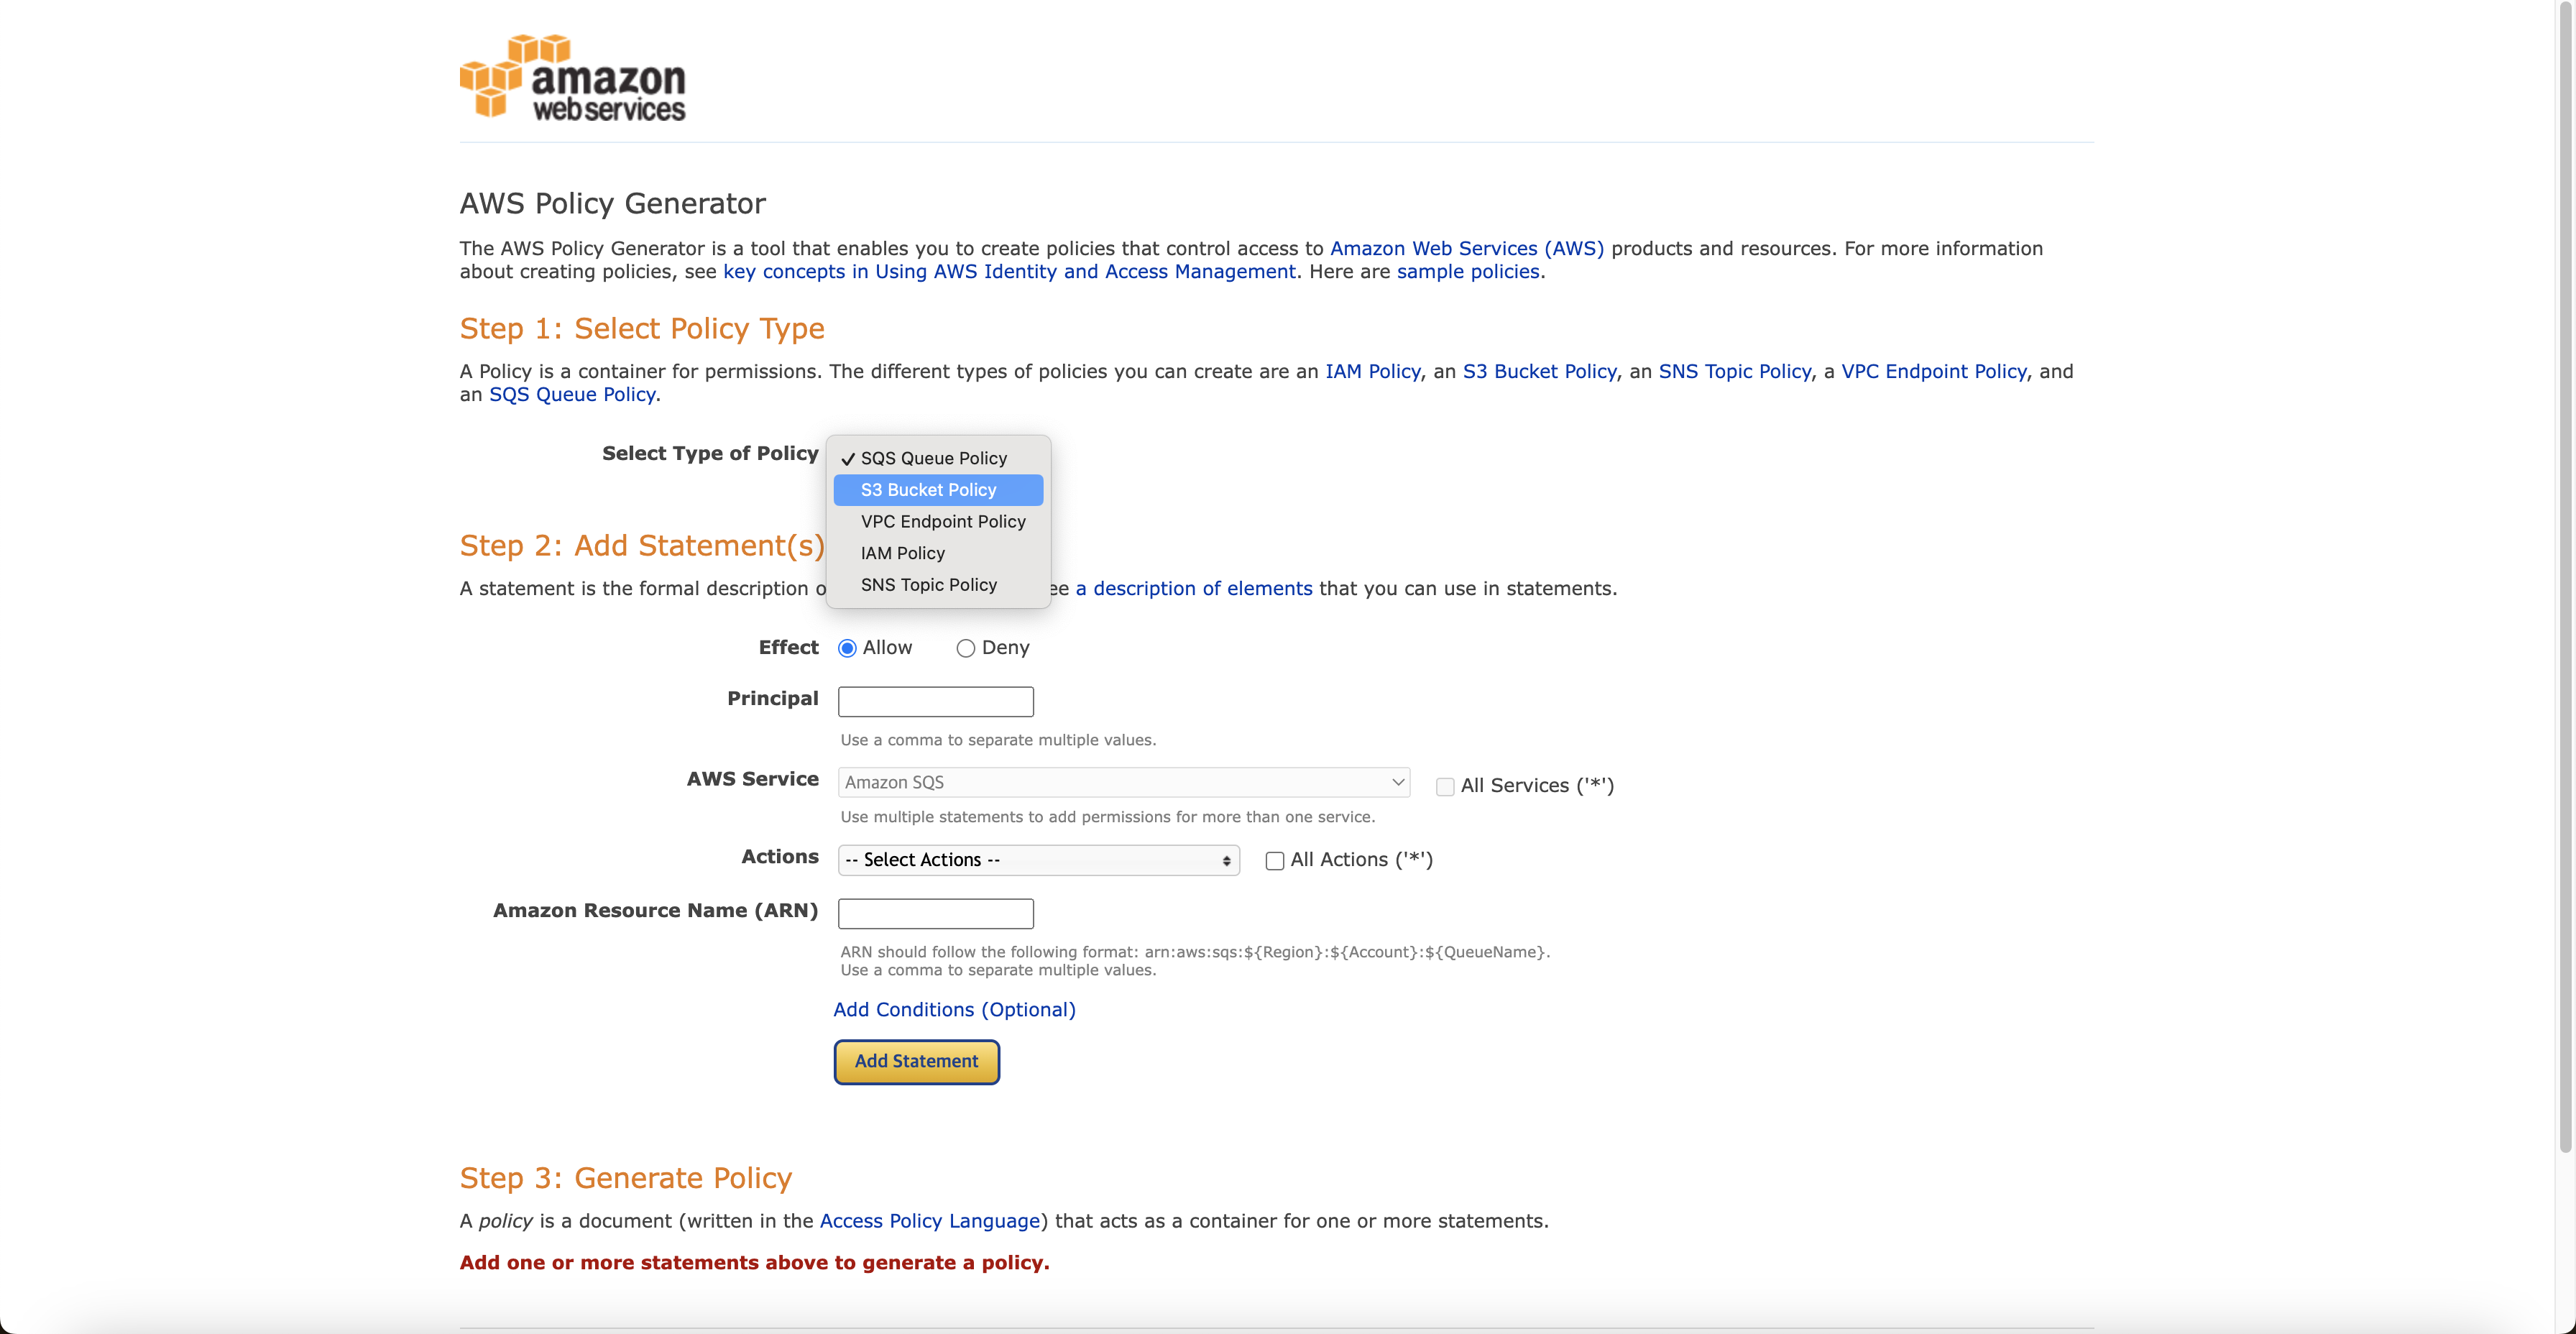 amazon
webservices
AWS Policy Generator
The AWS Policy Generator is a tool that enables you to create policies that control access to Amazon Web Services (AWS) products and resources. For more information
about creating policies, see key concepts in Using AWS Identity and Access Management. Here are sample policies.
Step 1: Select Policy Type
A Policy is a container for permissions. The different types of policies you can create are an IAM Policy, an S3 Bucket Policy, an SNS Topic Policy, a VPC Endpoint Policy, and
an SQS Queue Policy.
Select Type of Policy
✓ SQS Queue Policy
S3 Bucket Policy
VPC Endpoint Policy
IAM Policy
SNS Topic Policy
Step 2: Add Statement(s)
A statement is the formal description o ee a description of elements that you can use in statements.
Effect Allow Deny
Principal
Use a comma to separate multiple values.
AWS Service Amazon SQS All Services ('*')
Use multiple statements to add permissions for more than one service.
Actions -- Select Actions -- All Actions ('*')
Amazon Resource Name (ARN)
ARN should follow the following format: arn:aws:sqs:${Region}:${Account}:${QueueName}.
Use a comma to separate multiple values.
Add Conditions (Optional)
Add Statement
Step 3: Generate Policy
A policy is a document (written in the Access Policy Language) that acts as a container for one or more statements.
Add one or more statements above to generate a policy.